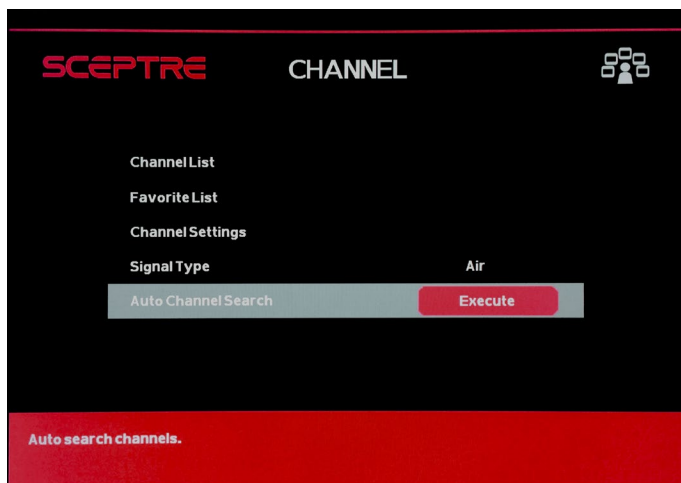 SCEPTRE CHANNEL
Channel List
Favorite List
Channel Settings
Signal Type Air
Auto Channel Search Execute
Auto search channels.